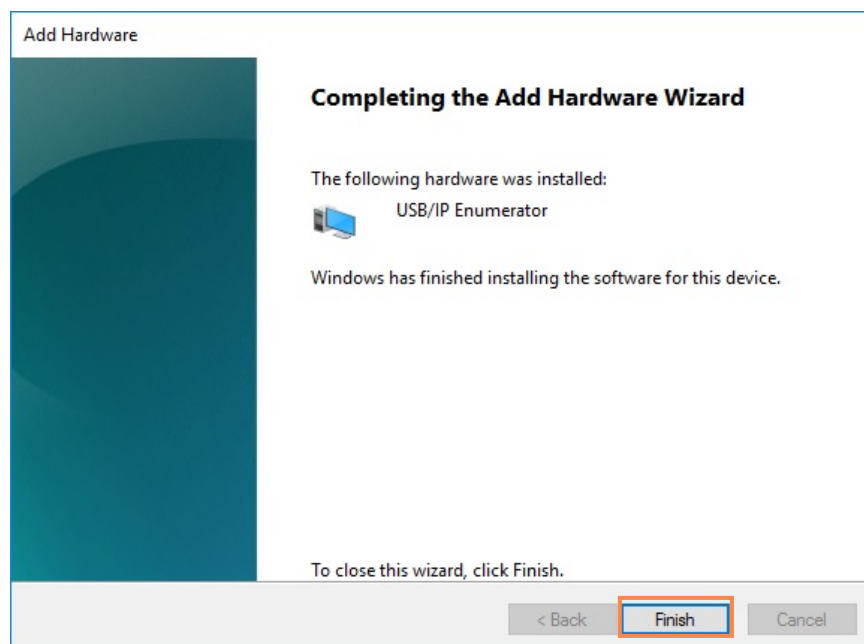 Add Hardware
Completing the Add Hardware Wizard
The following hardware was installed:
USB/IP Enumerator
Windows has finished installing the software for this device.
To close this wizard, click Finish.
< Back Finish Cancel